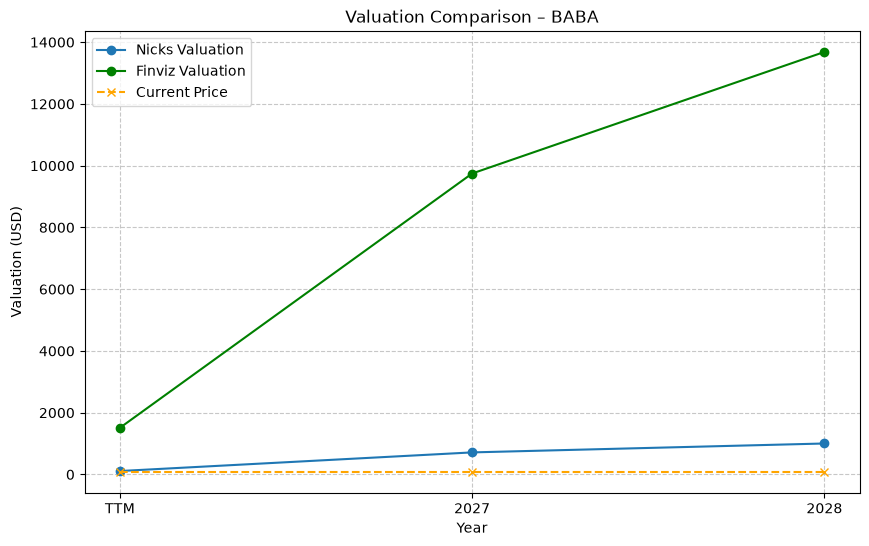 Valuation Comparison – BABA
Nicks Valuation
Finviz Valuation
Current Price
Valuation (USD)
14000
12000
10000
8000
6000
4000
2000
0
TTM
2027
2028
Year